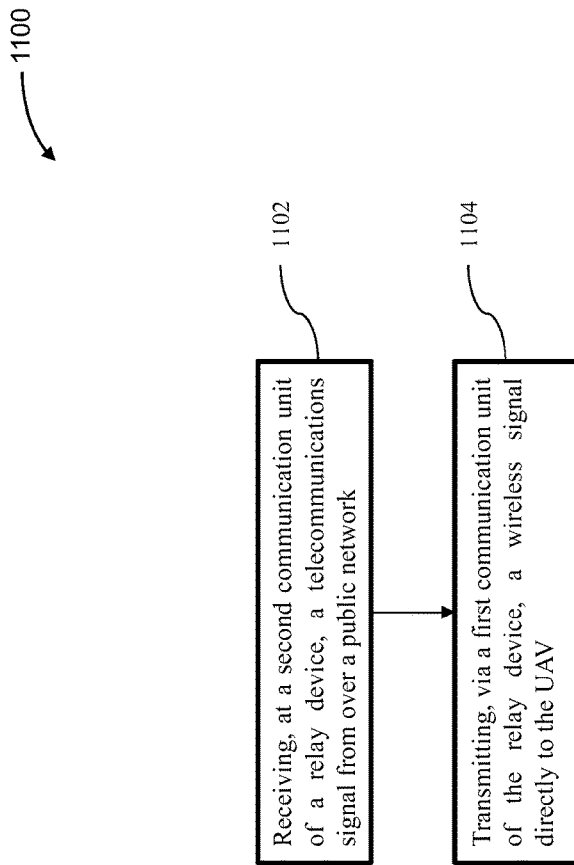 1100
1102
Receiving, at a second communication unit
of a relay device, a telecommunications
signal from over a public network
1104
Transmitting, via a first communication unit
of the relay device, a wireless signal
directly to the UAV